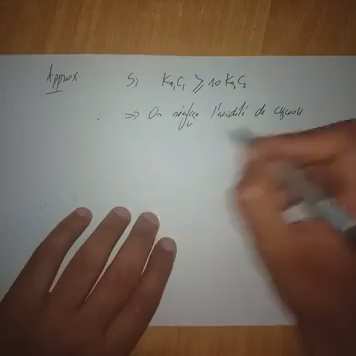 Approx Si Ka₁C₁ ⩾ 10 Ka₂C₂
⇒ On néglige l'acidité de